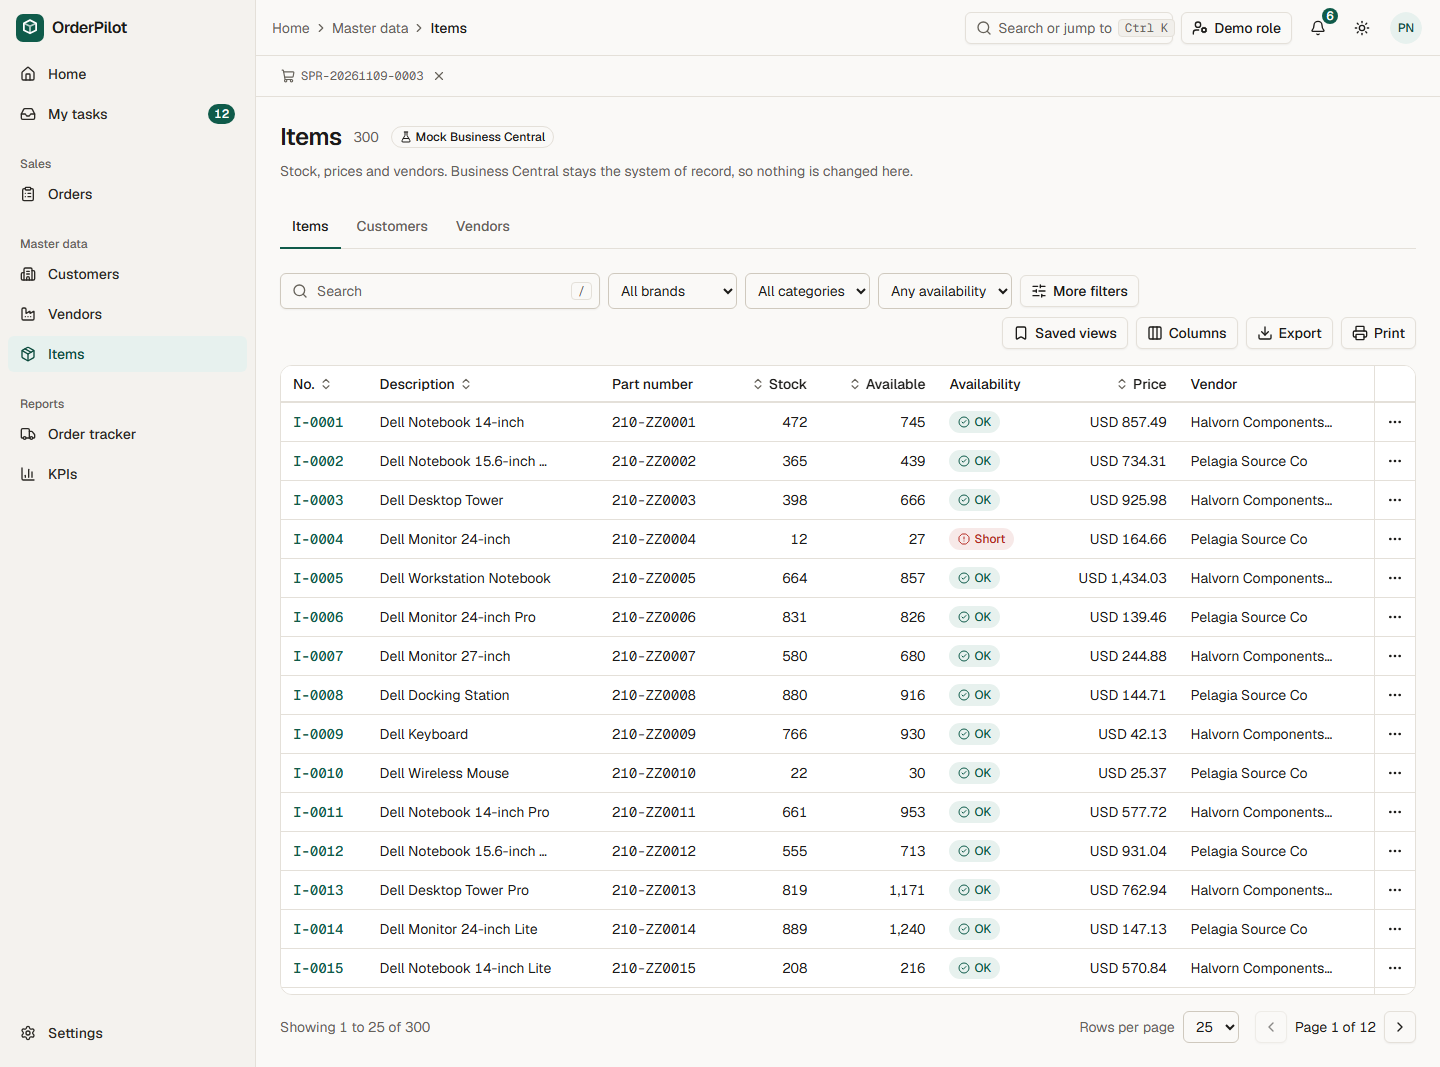 OrderPilot
Home
My tasks 12
Sales
Orders
Master data
Customers
Vendors
Items
Reports
Order tracker
KPIs
Settings
Home > Master data > Items
Search or jump to Ctrl K
Demo role
6
PN
SPR-20261109-0003
Items 300 Mock Business Central
Stock, prices and vendors. Business Central stays the system of record, so nothing is changed here.
Items Customers Vendors
Search / All brands All categories Any availability More filters
Saved views Columns Export Print
No. Description Part number Stock Available Availability Price Vendor
I-0001 Dell Notebook 14-inch 210-ZZ0001 472 745 OK USD 857.49 Halvorn Components…
I-0002 Dell Notebook 15.6-inch … 210-ZZ0002 365 439 OK USD 734.31 Pelagia Source Co
I-0003 Dell Desktop Tower 210-ZZ0003 398 666 OK USD 925.98 Halvorn Components…
I-0004 Dell Monitor 24-inch 210-ZZ0004 12 27 Short USD 164.66 Pelagia Source Co
I-0005 Dell Workstation Notebook 210-ZZ0005 664 857 OK USD 1,434.03 Halvorn Components…
I-0006 Dell Monitor 24-inch Pro 210-ZZ0006 831 826 OK USD 139.46 Pelagia Source Co
I-0007 Dell Monitor 27-inch 210-ZZ0007 580 680 OK USD 244.88 Halvorn Components…
I-0008 Dell Docking Station 210-ZZ0008 880 916 OK USD 144.71 Pelagia Source Co
I-0009 Dell Keyboard 210-ZZ0009 766 930 OK USD 42.13 Halvorn Components…
I-0010 Dell Wireless Mouse 210-ZZ0010 22 30 OK USD 25.37 Pelagia Source Co
I-0011 Dell Notebook 14-inch Pro 210-ZZ0011 661 953 OK USD 577.72 Halvorn Components…
I-0012 Dell Notebook 15.6-inch … 210-ZZ0012 555 713 OK USD 931.04 Pelagia Source Co
I-0013 Dell Desktop Tower Pro 210-ZZ0013 819 1,171 OK USD 762.94 Halvorn Components…
I-0014 Dell Monitor 24-inch Lite 210-ZZ0014 889 1,240 OK USD 147.13 Pelagia Source Co
I-0015 Dell Notebook 14-inch Lite 210-ZZ0015 208 216 OK USD 570.84 Halvorn Components…
Showing 1 to 25 of 300
Rows per page 25 Page 1 of 12